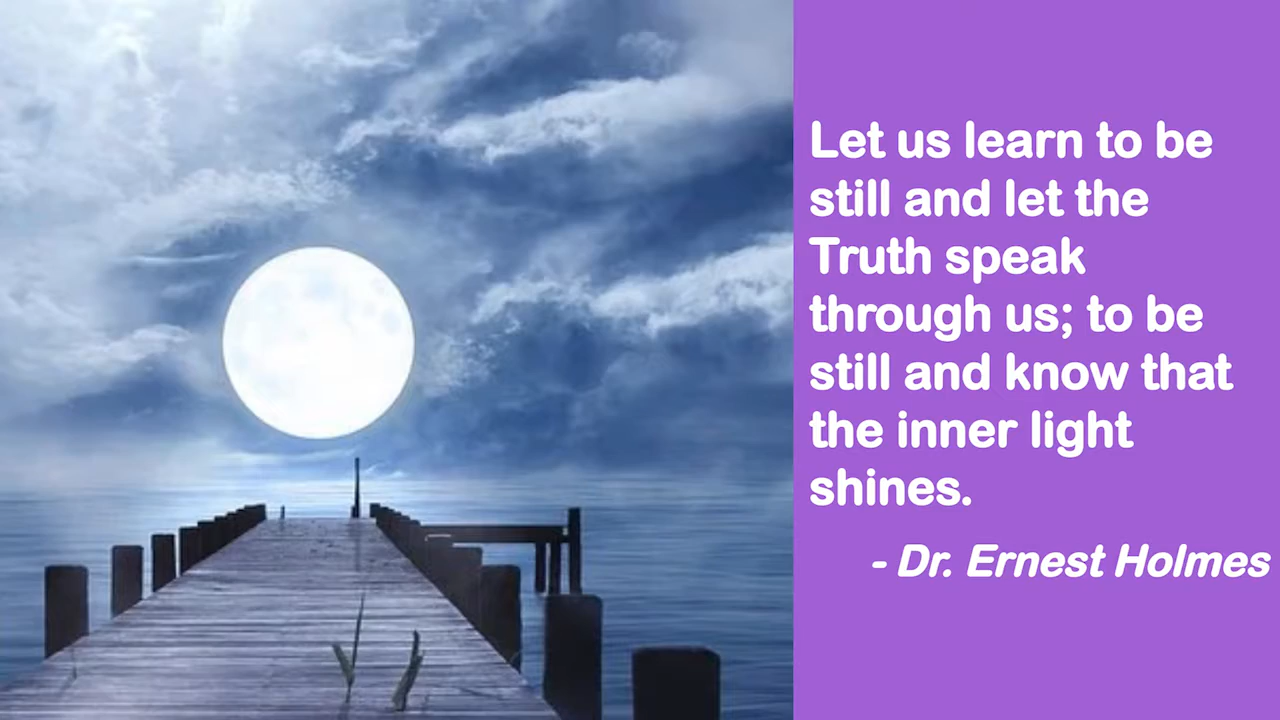 Let us learn to be
still and let the
Truth speak
through us; to be
still and know that
the inner light
shines.
- Dr. Ernest Holmes